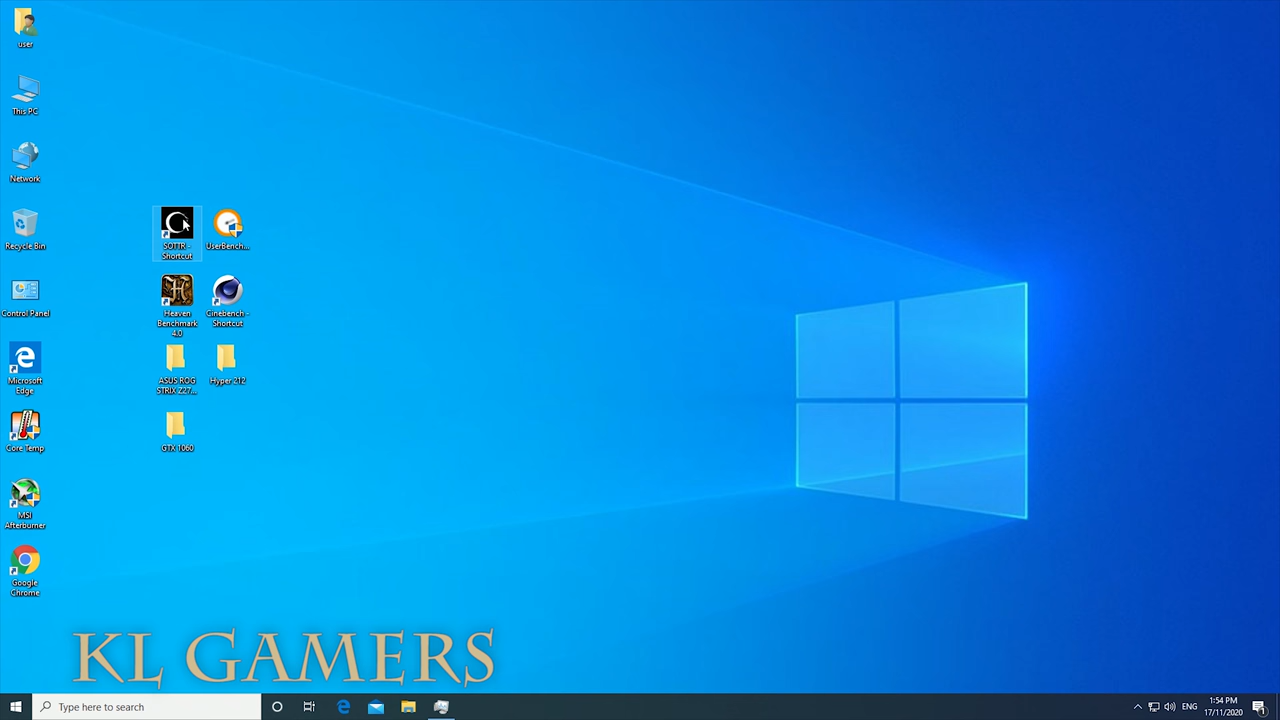 user
This PC
Network
Recycle Bin
Control Panel
Microsoft
Edge
Core Temp
MSI
Afterburner
Google
Chrome
SOTTR -
Shortcut
UserBench...
Heaven
Benchmark
4.0
Cinebench -
Shortcut
ASUS ROG
STRIX Z27...
Hyper 212
GTX 1060
KL GAMERS
Type here to search
ENG
1:54 PM
17/11/2020
1